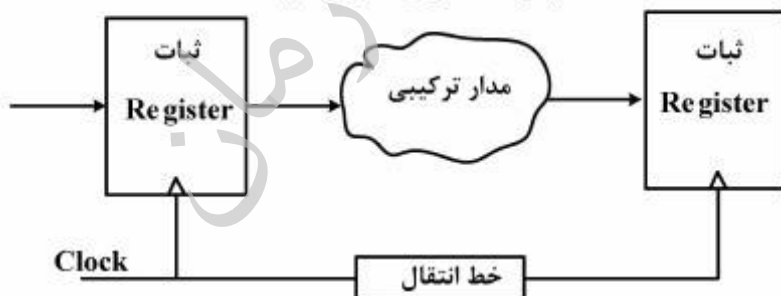 ثبات
Register
مدار ترکیبی
ثبات
Register
Clock
خط انتقال